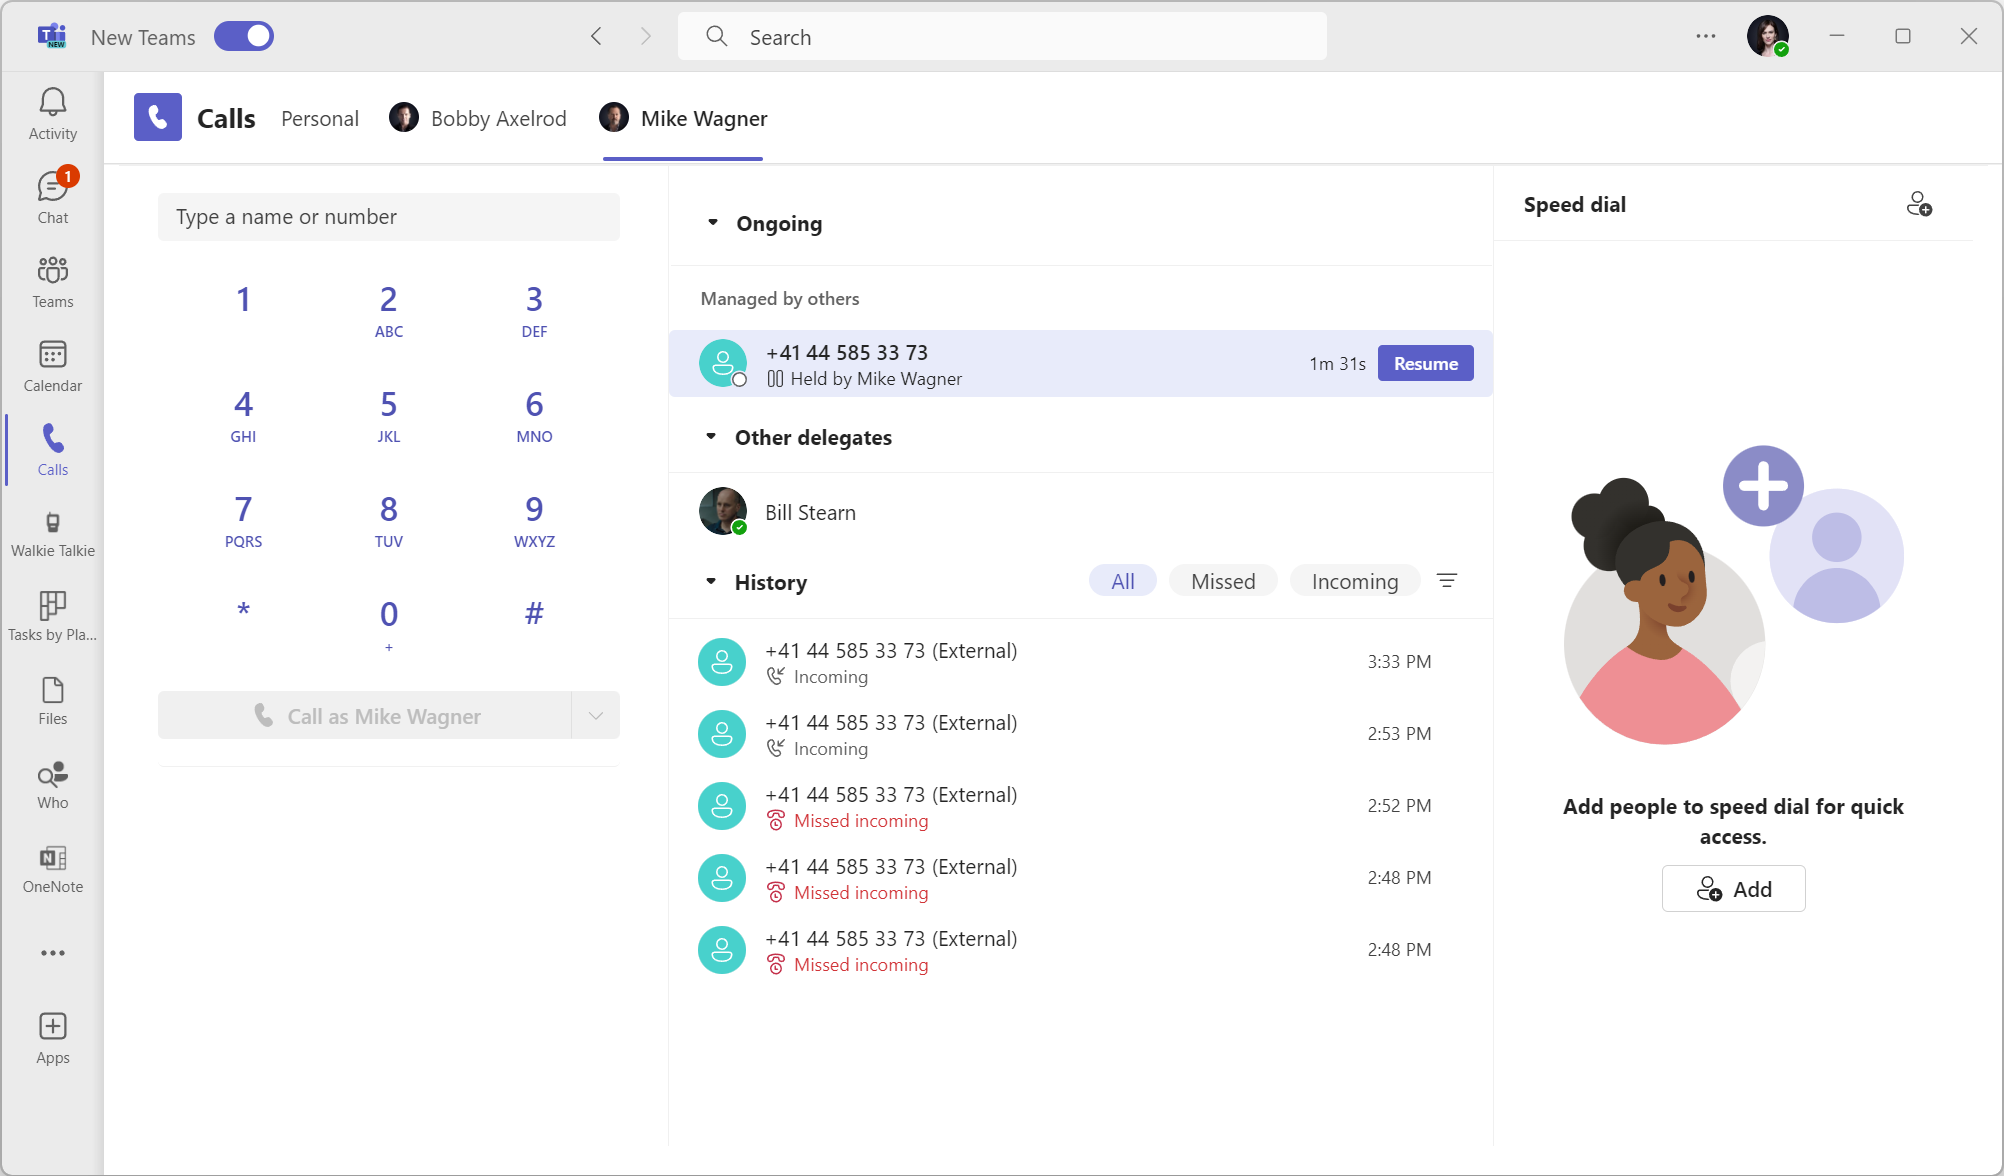 T
NEW
New Teams
Search
Activity
1
Chat
Teams
Calendar
Calls
Walkie Talkie
Tasks by Pla...
Files
Who
N
OneNote
Apps
Calls
Personal
Bobby Axelrod
Mike Wagner
Type a name or number
1
2
ABC
3
DEF
4
GHI
5
JKL
6
MNO
7
PQRS
8
TUV
9
WXYZ
*
0
+
#
Call as Mike Wagner
Ongoing
Managed by others
+41 44 585 33 73
Held by Mike Wagner
1m 31s
Resume
Other delegates
Bill Stearn
History
All
Missed
Incoming
+41 44 585 33 73 (External)
Incoming
3:33 PM
+41 44 585 33 73 (External)
Incoming
2:53 PM
+41 44 585 33 73 (External)
Missed incoming
2:52 PM
+41 44 585 33 73 (External)
Missed incoming
2:48 PM
+41 44 585 33 73 (External)
Missed incoming
2:48 PM
Speed dial
Add people to speed dial for quick
access.
Add